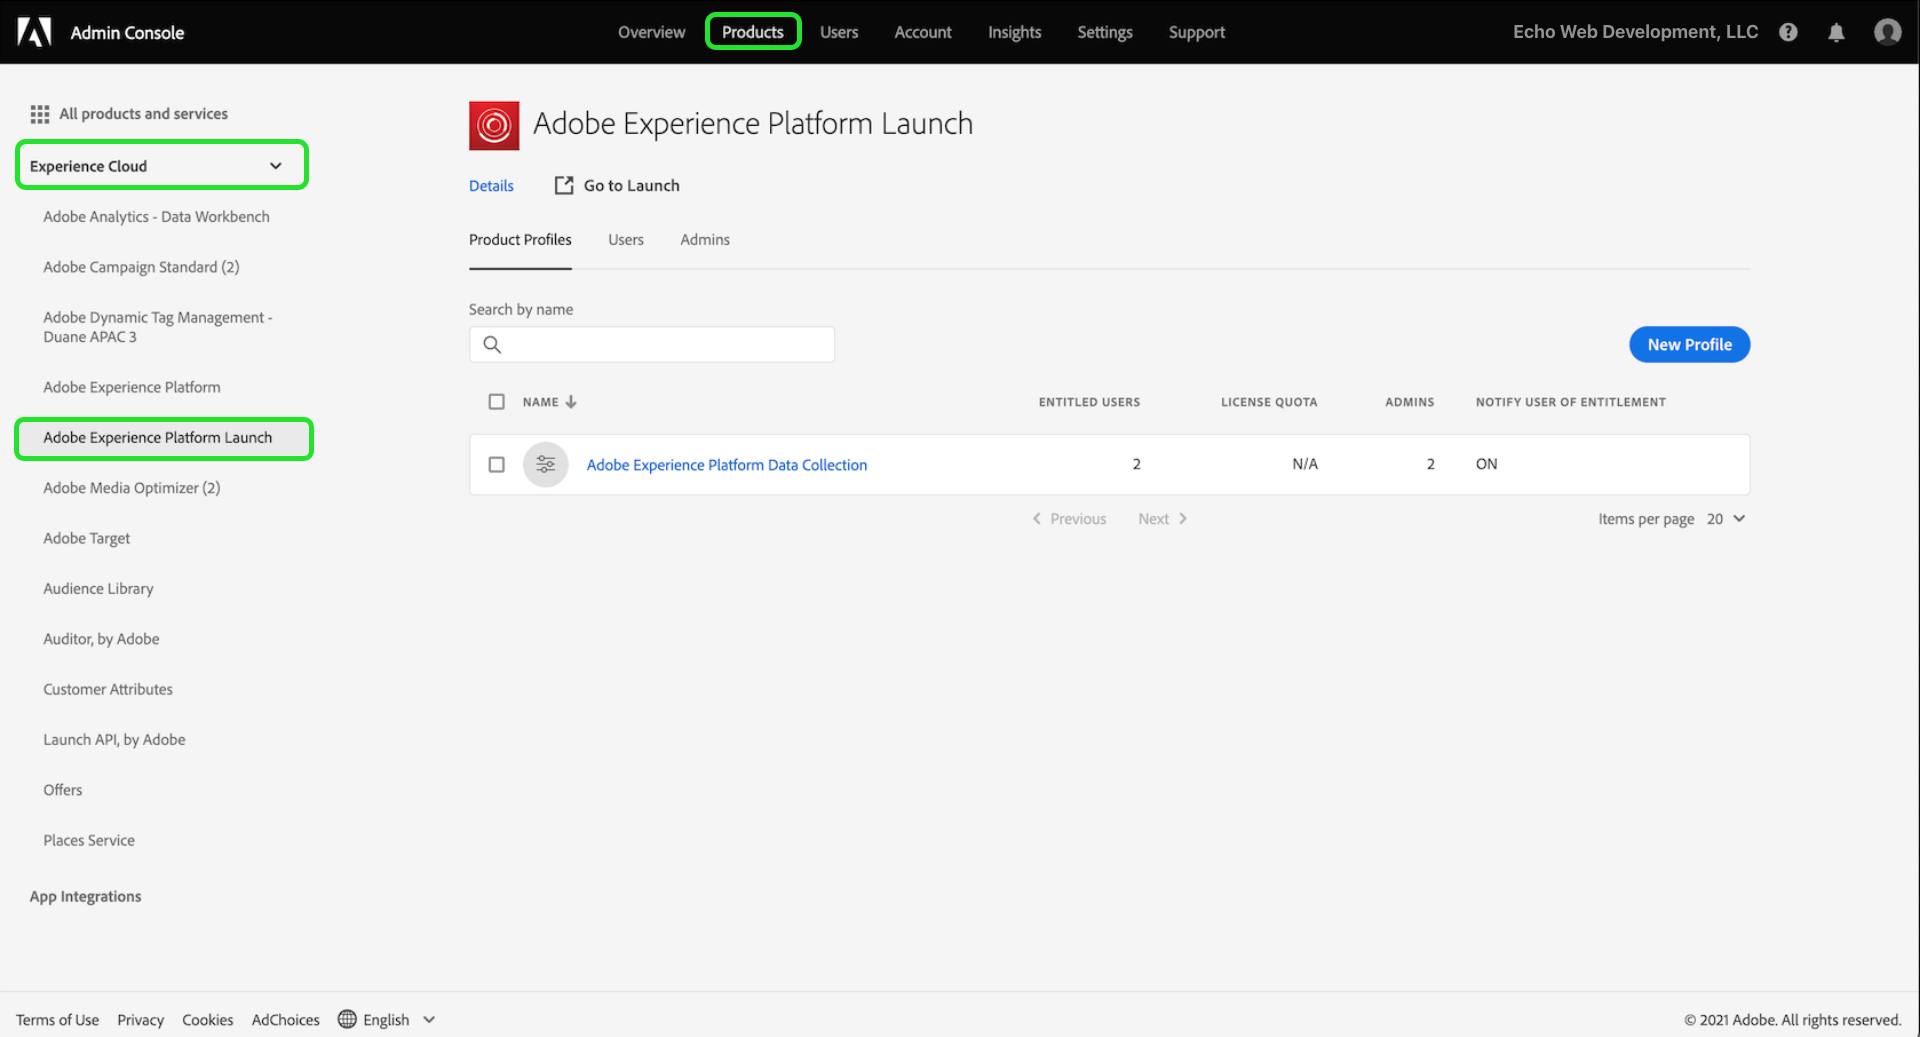 Admin Console
Overview
Products
Users
Account
Insights
Settings
Support
Echo Web Development, LLC
All products and services
Experience Cloud
Adobe Analytics - Data Workbench
Adobe Campaign Standard (2)
Adobe Dynamic Tag Management -
Duane APAC 3
Adobe Experience Platform
Adobe Experience Platform Launch
Adobe Media Optimizer (2)
Adobe Target
Audience Library
Auditor, by Adobe
Customer Attributes
Launch API, by Adobe
Offers
Places Service
App Integrations
Adobe Experience Platform Launch
Details
Go to Launch
Product Profiles
Users
Admins
Search by name
New Profile
NAME
ENTITLED USERS
LICENSE QUOTA
ADMINS
NOTIFY USER OF ENTITLEMENT
Adobe Experience Platform Data Collection
2
N/A
2
ON
Previous
Next
Items per page 20
Terms of Use
Privacy
Cookies
AdChoices
English
© 2021 Adobe. All rights reserved.